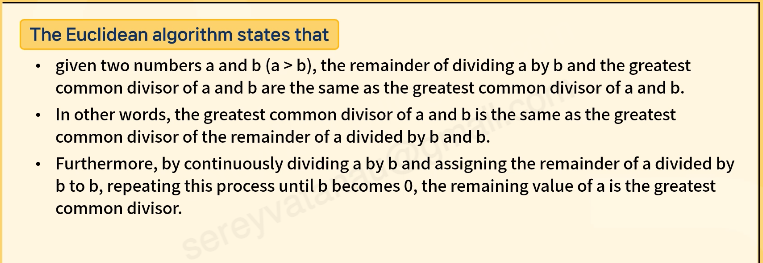 The Euclidean algorithm states that
• given two numbers a and b (a > b), the remainder of dividing a by b and the greatest
common divisor of a and b are the same as the greatest common divisor of a and b.
• In other words, the greatest common divisor of a and b is the same as the greatest
common divisor of the remainder of a divided by b and b.
• Furthermore, by continuously dividing a by b and assigning the remainder of a divided by
b to b, repeating this process until b becomes 0, the remaining value of a is the greatest
common divisor.